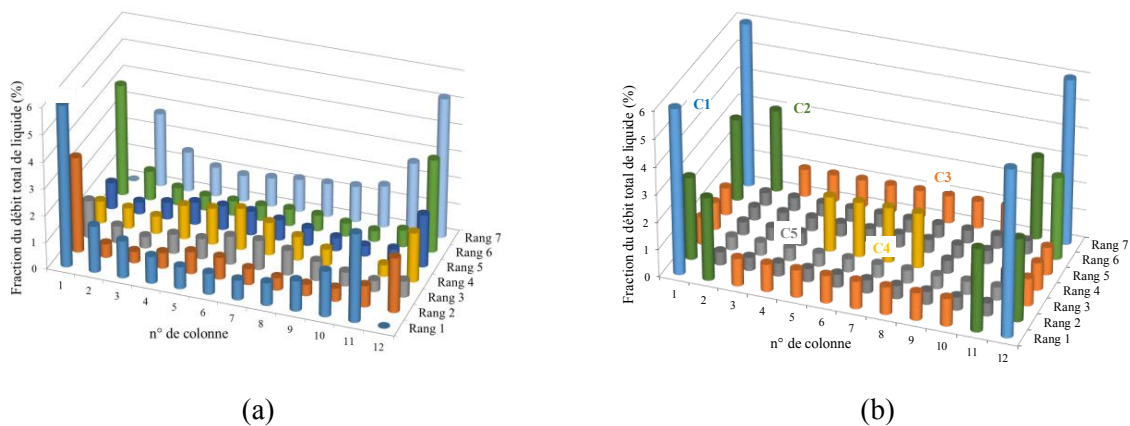 Fraction du débit total de liquide (%)
6
5
4
3
2
1
0
1 2 3 4 5 6 7 8 9 10 11 12
n° de colonne
Rang 7
Rang 6
Rang 5
Rang 4
Rang 3
Rang 2
Rang 1
(a)
Fraction du débit total de liquide (%)
6
5
4
3
2
1
0
C1
C2
C3
C5
C4
1 2 3 4 5 6 7 8 9 10 11 12
n° de colonne
Rang 7
Rang 6
Rang 5
Rang 4
Rang 3
Rang 2
Rang 1
(b)